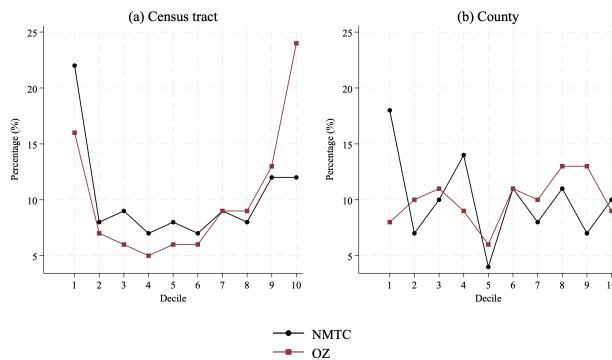 (a) Census tract
(b) County
Percentage (%)
25
20
15
10
5
1 2 3 4 5 6 7 8 9 10
Decile
Percentage (%)
25
20
15
10
5
1 2 3 4 5 6 7 8 9 10
Decile
NMTC
OZ